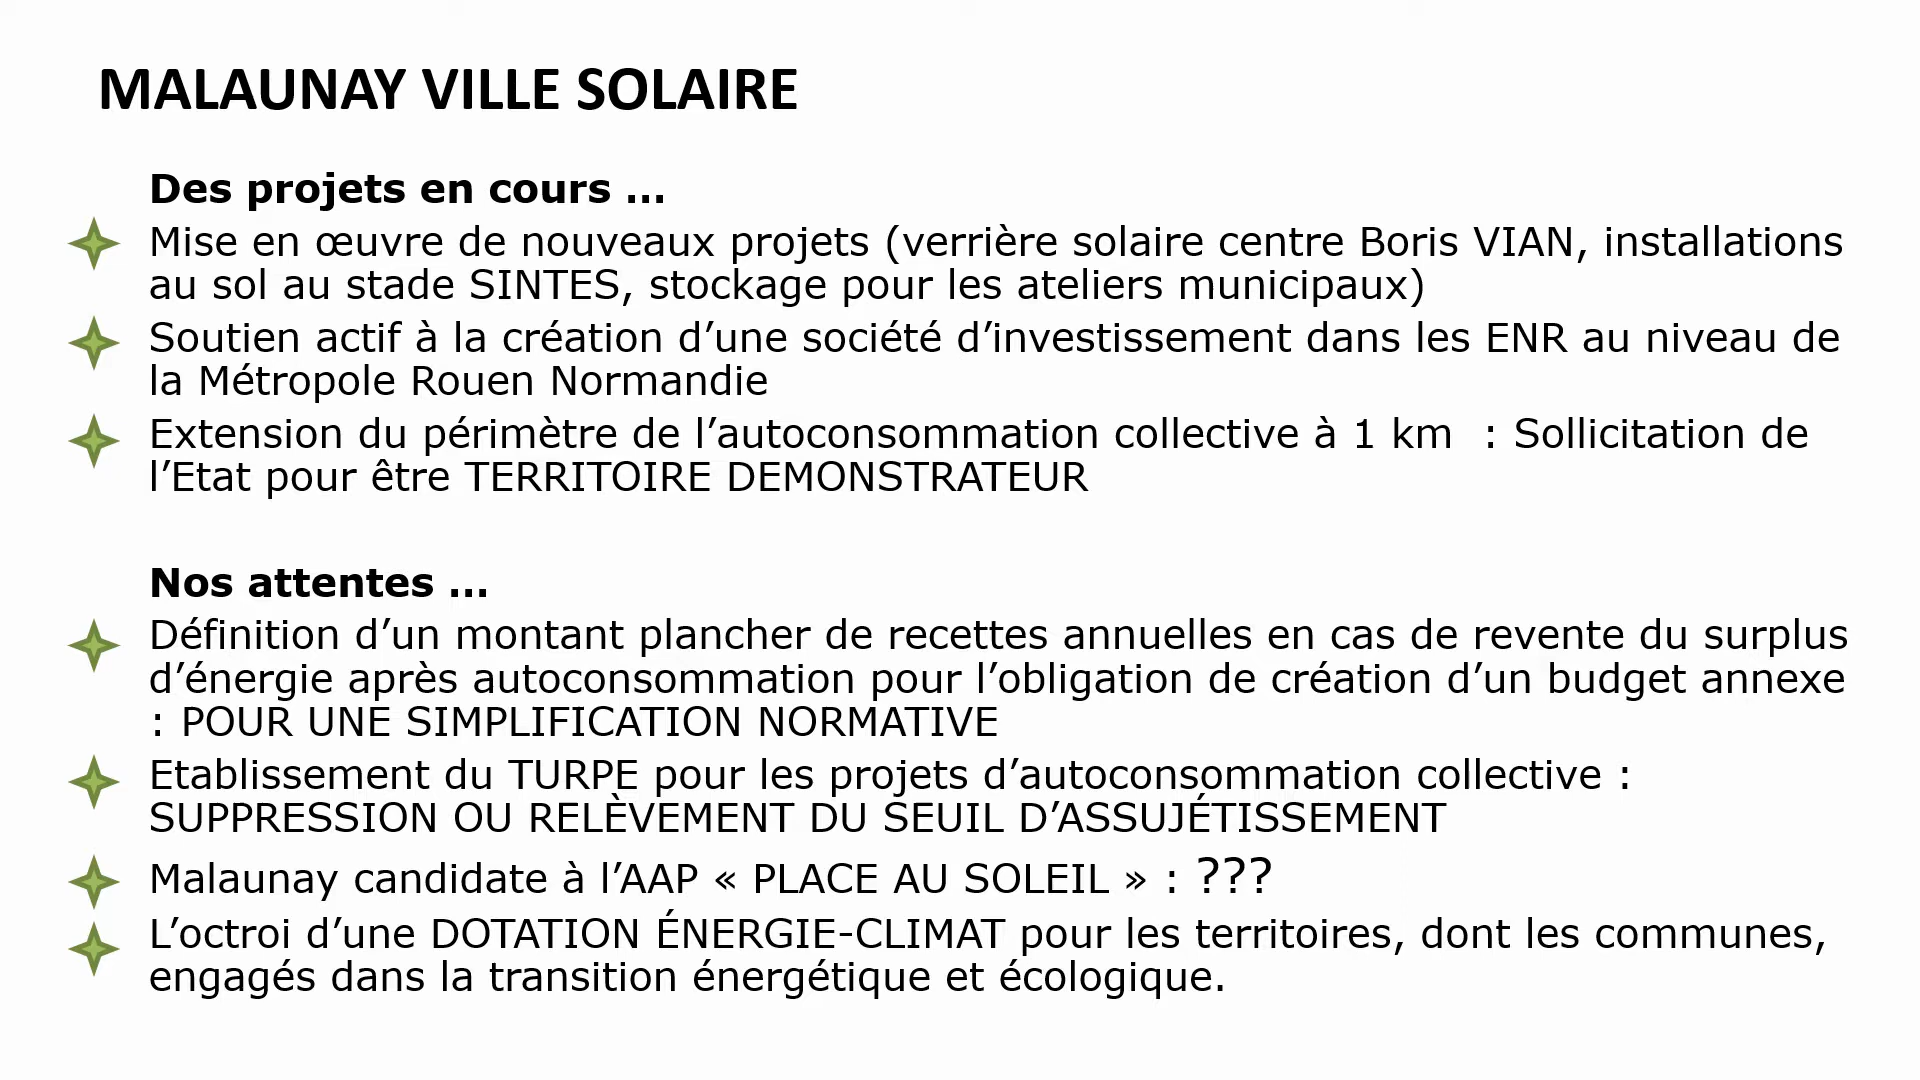 MALAUNAY VILLE SOLAIRE
Des projets en cours ...
Mise en œuvre de nouveaux projets (verrière solaire centre Boris VIAN, installations
au sol au stade SINTES, stockage pour les ateliers municipaux)
Soutien actif à la création d’une société d’investissement dans les ENR au niveau de
la Métropole Rouen Normandie
Extension du périmètre de l’autoconsommation collective à 1 km  : Sollicitation de
l’Etat pour être TERRITOIRE DEMONSTRATEUR
Nos attentes ...
Définition d’un montant plancher de recettes annuelles en cas de revente du surplus
d’énergie après autoconsommation pour l’obligation de création d’un budget annexe
: POUR UNE SIMPLIFICATION NORMATIVE
Etablissement du TURPE pour les projets d’autoconsommation collective :
SUPPRESSION OU RELÈVEMENT DU SEUIL D’ASSUJÉTISSEMENT
Malaunay candidate à l’AAP « PLACE AU SOLEIL » : ???
L’octroi d’une DOTATION ÉNERGIE-CLIMAT pour les territoires, dont les communes,
engagés dans la transition énergétique et écologique.